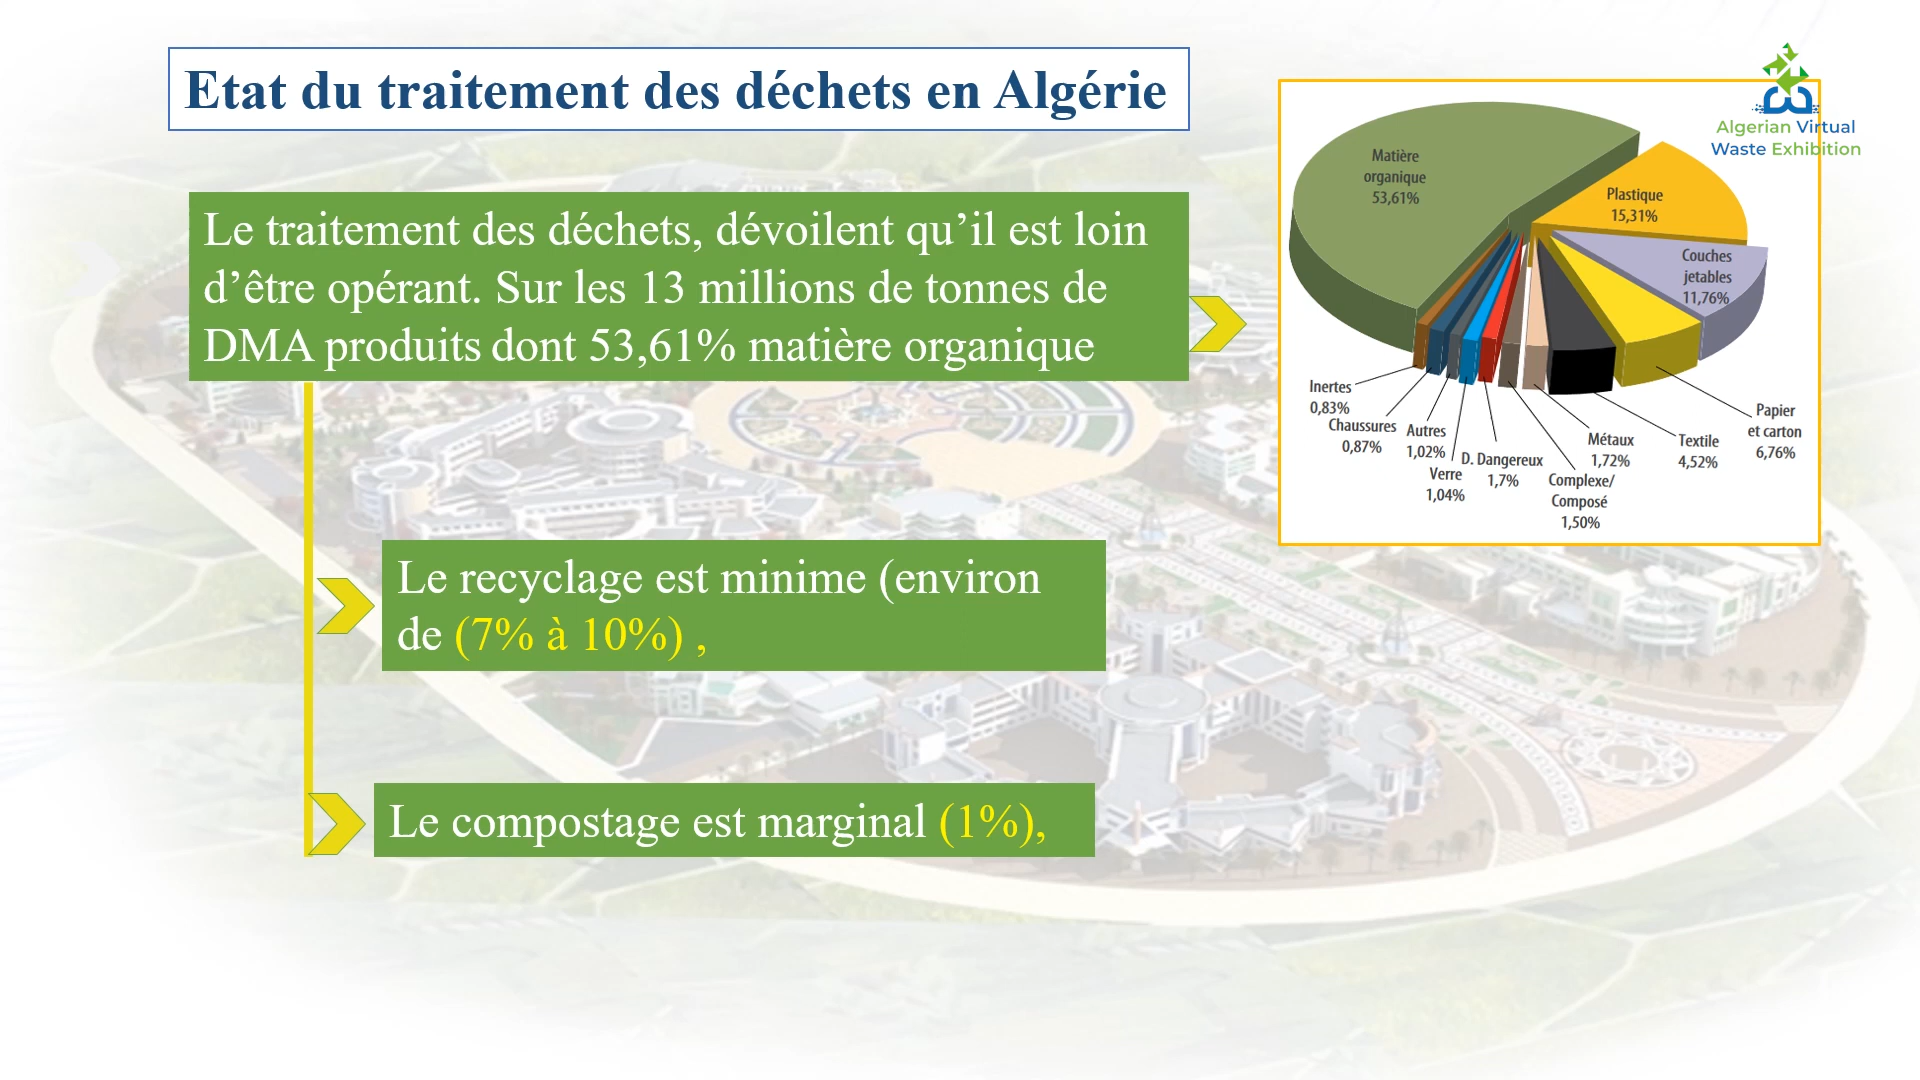 Etat du traitement des déchets en Algérie
Le traitement des déchets, dévoilent qu’il est loin
d’être opérant. Sur les 13 millions de tonnes de
DMA produits dont 53,61% matière organique
Le recyclage est minime (environ
de (7% à 10%) ,
Le compostage est marginal (1%),
Algerian Virtual
Waste Exhibition
Matière
organique
53,61%
Plastique
15,31%
Couches
jetables
11,76%
Papier
et carton
6,76%
Textile
4,52%
Métaux
1,72%
Complexe/
Composé
1,50%
D. Dangereux
1,7%
Verre
1,04%
Autres
1,02%
Chaussures
0,87%
Inertes
0,83%